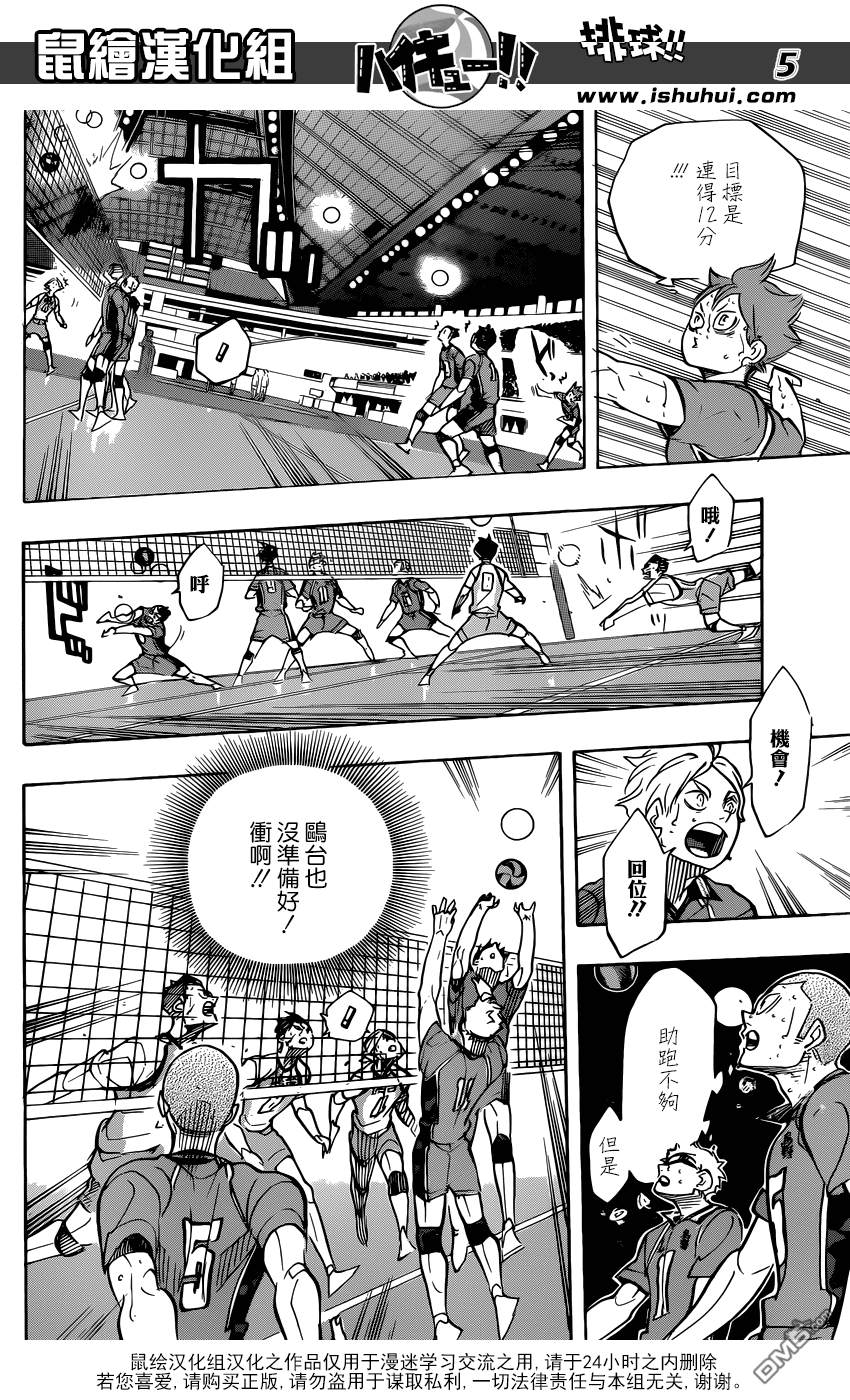 鼠繪漢化組
ハイキュー!!
排球!!
5
www.ishuhui.com
目標是
連得12分
!!!
!
哦!
呼
機會!
回位!!
鷗台也
沒準備好!
衝啊!!
!
助跑不夠
但是
5
11
1
鼠绘汉化组汉化之作品仅用于漫迷学习交流之用, 请于24小时之内删除
若您喜爱, 请购买正版, 请勿用于谋取私利, 一切法律责任与本组无关, 谢谢.